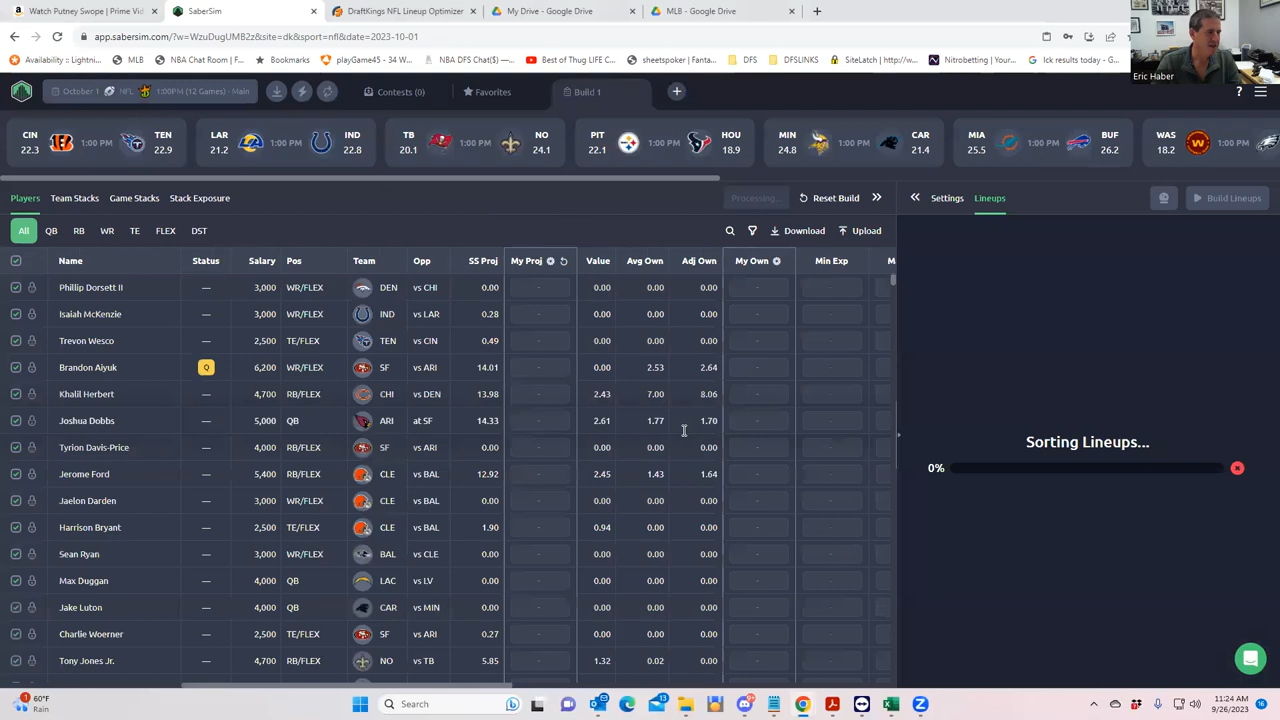 Watch Putney Swope | Prime Vid
SaberSim
DraftKings NFL Lineup Optimizer
My Drive - Google Drive
MLB - Google Drive
app.sabersim.com/?w=WzuDugUMB2z&site=dk&sport=nfl&date=2023-10-01
Availability :: Lightni...
MLB
NBA Chat Room | F...
playGame45 - 34 W...
Bookmarks
NBA DFS Chat($) —...
Best of Thug LIFE C...
sheetspoker | Fanta...
DFS
DFSLINKS
SiteLatch | http://w...
Nitrobetting | Your...
Ick results today | G...
Eric Haber
October 1
NFL
1:00PM (12 Games) - Main
Contests (0)
Favorites
Build 1
?
CIN 22.3 1:00 PM TEN 22.9
LAR 21.2 1:00 PM IND 22.8
TB 20.1 1:00 PM NO 24.1
PIT 22.1 1:00 PM HOU 18.9
MIN 24.8 1:00 PM CAR 21.4
MIA 25.5 1:00 PM BUF 26.2
WAS 18.2 1:00 PM
Players Team Stacks Game Stacks Stack Exposure Processing... Reset Build
Settings Lineups Build Lineups
All QB RB WR TE FLEX DST Download Upload
Name Status Salary Pos Team Opp SS Proj My Proj Value Avg Own Adj Own My Own Min Exp M
Phillip Dorsett II — 3,000 WR/FLEX DEN vs CHI 0.00 - 0.00 0.00 0.00 - -
Isaiah McKenzie — 3,000 WR/FLEX IND vs LAR 0.28 - 0.00 0.00 0.00 - -
Trevon Wesco — 2,500 TE/FLEX TEN vs CIN 0.49 - 0.00 0.00 0.00 - -
Brandon Aiyuk Q 6,200 WR/FLEX SF vs ARI 14.01 - 0.00 2.53 2.64 - -
Khalil Herbert — 4,700 RB/FLEX CHI vs DEN 13.98 - 2.43 7.00 8.06 - -
Joshua Dobbs — 5,000 QB ARI at SF 14.33 - 2.61 1.77 1.70 - -
Tyrion Davis-Price — 4,000 RB/FLEX SF vs ARI 0.00 - 0.00 0.00 0.00 - -
Jerome Ford — 5,400 RB/FLEX CLE vs BAL 12.92 - 2.45 1.43 1.64 - -
Jaelon Darden — 3,000 WR/FLEX CLE vs BAL 0.00 - 0.00 0.00 0.00 - -
Harrison Bryant — 2,500 TE/FLEX CLE vs BAL 1.90 - 0.94 0.00 0.00 - -
Sean Ryan — 3,000 WR/FLEX BAL vs CLE 0.00 - 0.00 0.00 0.00 - -
Max Duggan — 4,000 QB LAC vs LV 0.00 - 0.00 0.00 0.00 - -
Jake Luton — 4,000 QB CAR vs MIN 0.00 - 0.00 0.00 0.00 - -
Charlie Woerner — 2,500 TE/FLEX SF vs ARI 0.27 - 0.00 0.00 0.00 - -
Tony Jones Jr. — 4,700 RB/FLEX NO vs TB 5.85 - 1.32 0.02 0.00 - -
Sorting Lineups...
0%
60°F
Rain
Search
11:24 AM
9/26/2023